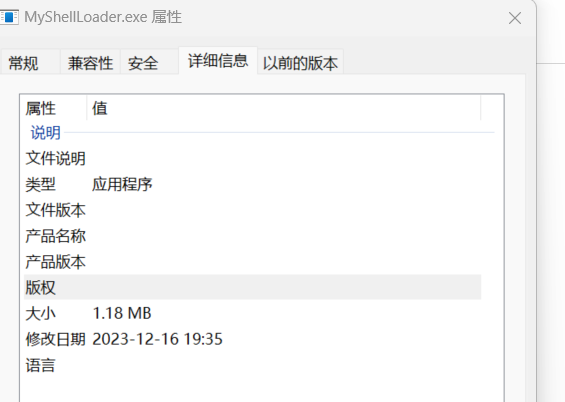 MyShellLoader.exe 属性
常规 兼容性 安全 详细信息 以前的版本
属性 值
说明
文件说明
类型 应用程序
文件版本
产品名称
产品版本
版权
大小 1.18 MB
修改日期 2023-12-16 19:35
语言